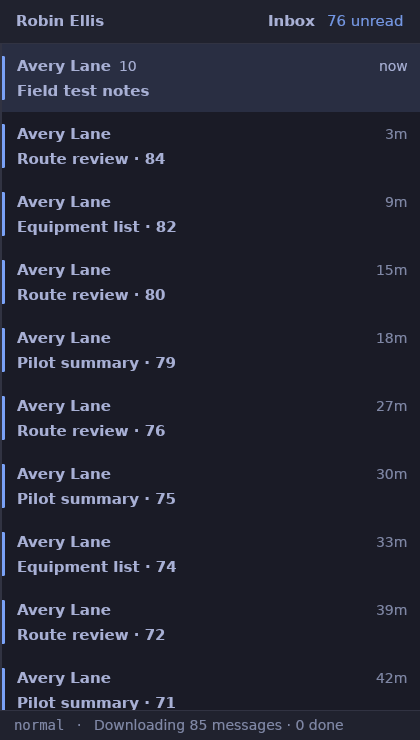 Robin Ellis Inbox 76 unread
Avery Lane 10 now
Field test notes
Avery Lane 3m
Route review · 84
Avery Lane 9m
Equipment list · 82
Avery Lane 15m
Route review · 80
Avery Lane 18m
Pilot summary · 79
Avery Lane 27m
Route review · 76
Avery Lane 30m
Pilot summary · 75
Avery Lane 33m
Equipment list · 74
Avery Lane 39m
Route review · 72
Avery Lane 42m
Pilot summary · 71
normal · Downloading 85 messages · 0 done